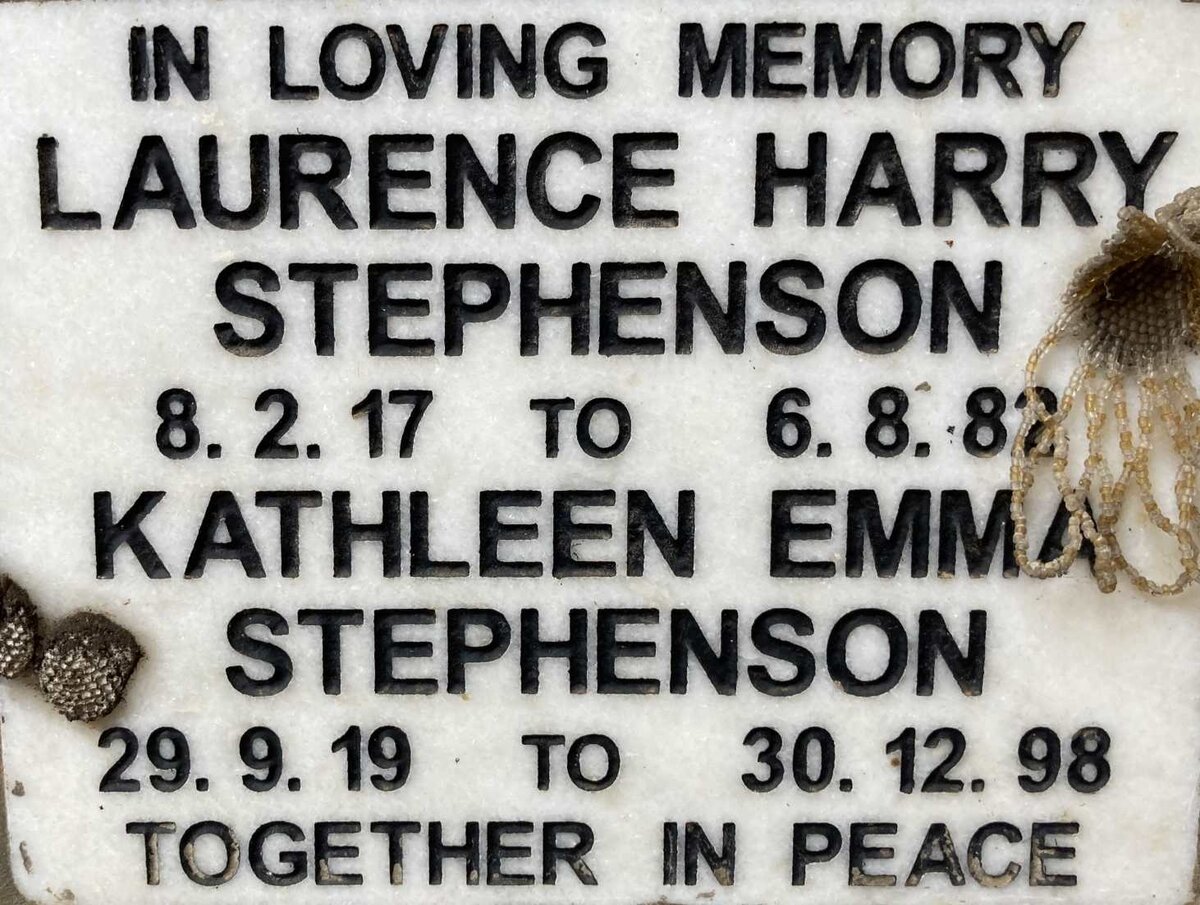 IN LOVING MEMORY
LAURENCE HARRY
STEPHENSON
8. 2. 17 TO 6. 8. 82
KATHLEEN EMMA
STEPHENSON
29. 9. 19 TO 30. 12. 98
TOGETHER IN PEACE